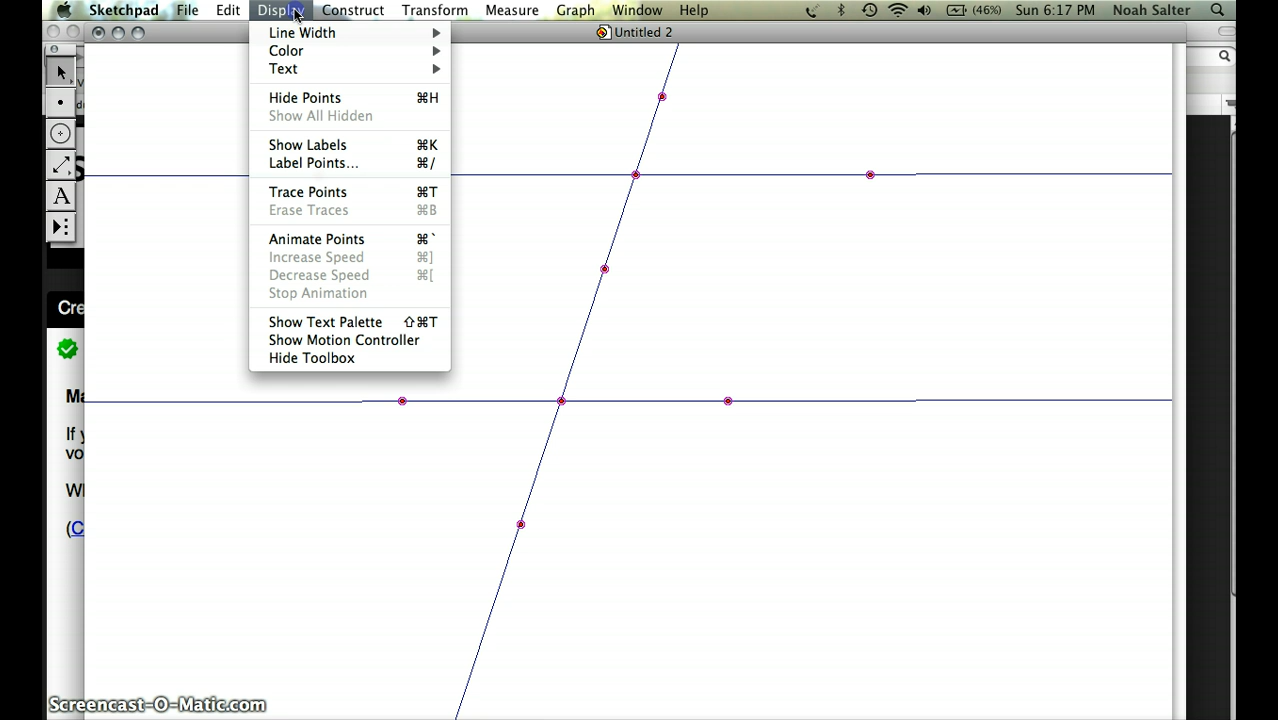 Sketchpad File Edit Display Construct Transform Measure Graph Window Help (46%) Sun 6:17 PM Noah Salter
Untitled 2
Line Width
Color
Text
Hide Points ⌘H
Show All Hidden
Show Labels ⌘K
Label Points... ⌘/
Trace Points ⌘T
Erase Traces ⌘B
Animate Points ⌘`
Increase Speed ⌘]
Decrease Speed ⌘[
Stop Animation
Show Text Palette ⇧⌘T
Show Motion Controller
Hide Toolbox
A
Cre
Ma
If y
vo
Wh
(C
Screencast-O-Matic.com